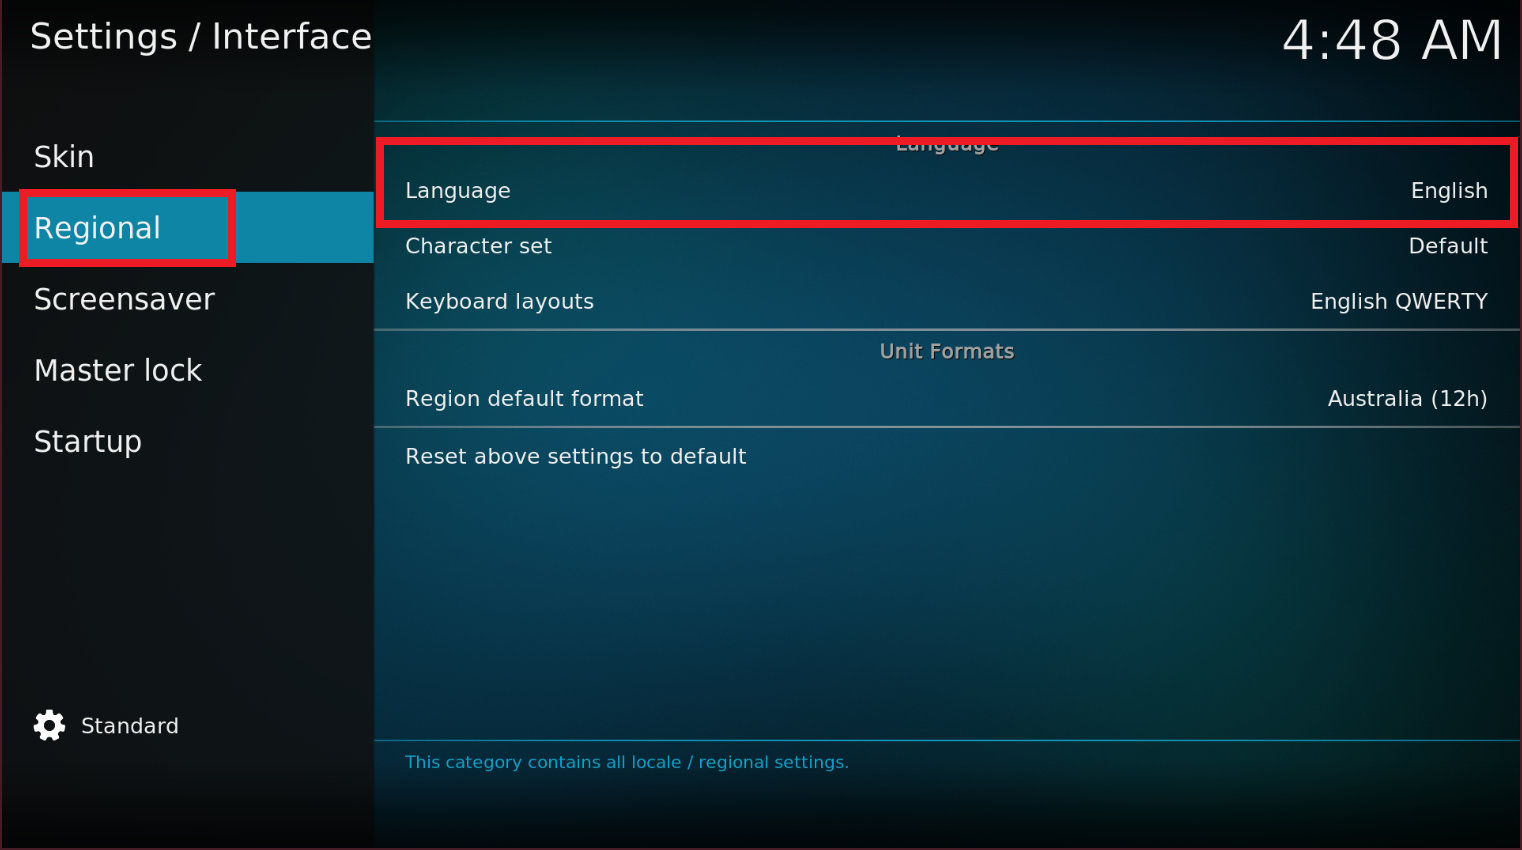 Settings / Interface
4:48 AM
Skin
Regional
Screensaver
Master lock
Startup
Standard
Language
Language English
Character set Default
Keyboard layouts English QWERTY
Unit Formats
Region default format Australia (12h)
Reset above settings to default
This category contains all locale / regional settings.